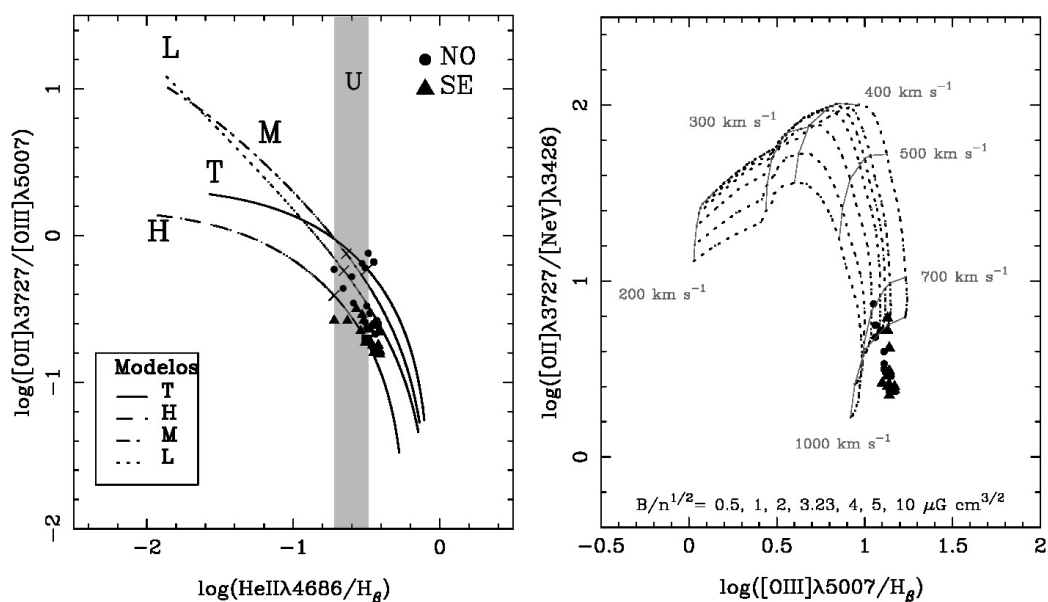 L
M
T
H
U
NO
SE
Modelos
T
H
M
L
1
0
-1
-2
-2
-1
0
log([OII]λ3727/[OIII]λ5007)
log(HeIIλ4686/Hβ)
400 km s⁻¹
300 km s⁻¹
500 km s⁻¹
700 km s⁻¹
200 km s⁻¹
1000 km s⁻¹
B/n^1/2= 0.5, 1, 2, 3.23, 4, 5, 10 μG cm^3/2
2
1
0
-0.5
0
0.5
1
1.5
2
log([OII]λ3727/[NeV]λ3426)
log([OIII]λ5007/Hβ)